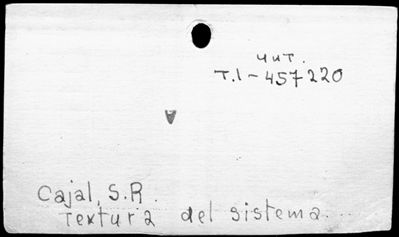 чит.
T.1-457220
Cajal, S.R.
Textura del sistema...